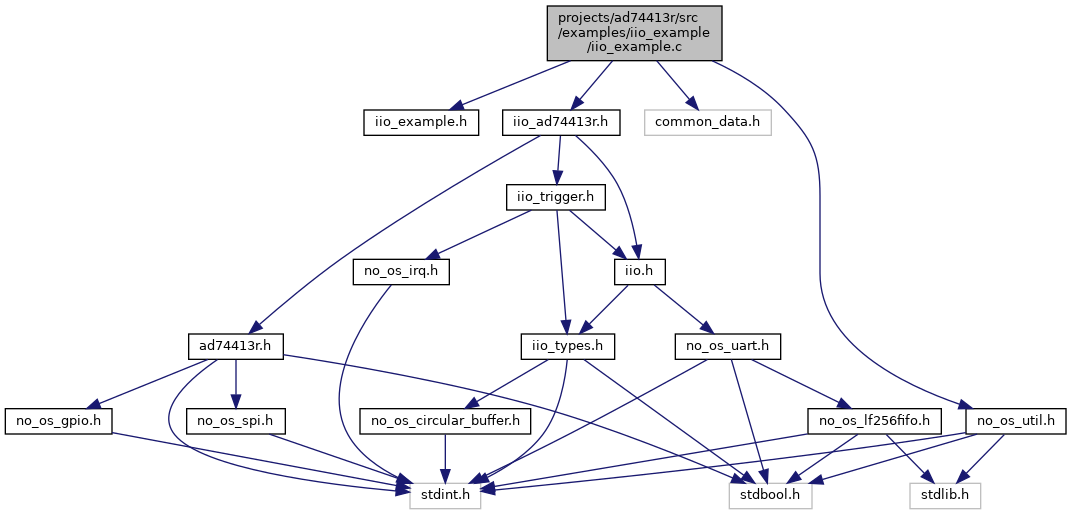 projects/ad74413r/src
/examples/iio_example
/iio_example.c
iio_example.h
iio_ad74413r.h
common_data.h
iio_trigger.h
no_os_irq.h
iio.h
ad74413r.h
iio_types.h
no_os_uart.h
no_os_gpio.h
no_os_spi.h
no_os_circular_buffer.h
no_os_lf256fifo.h
no_os_util.h
stdint.h
stdbool.h
stdlib.h